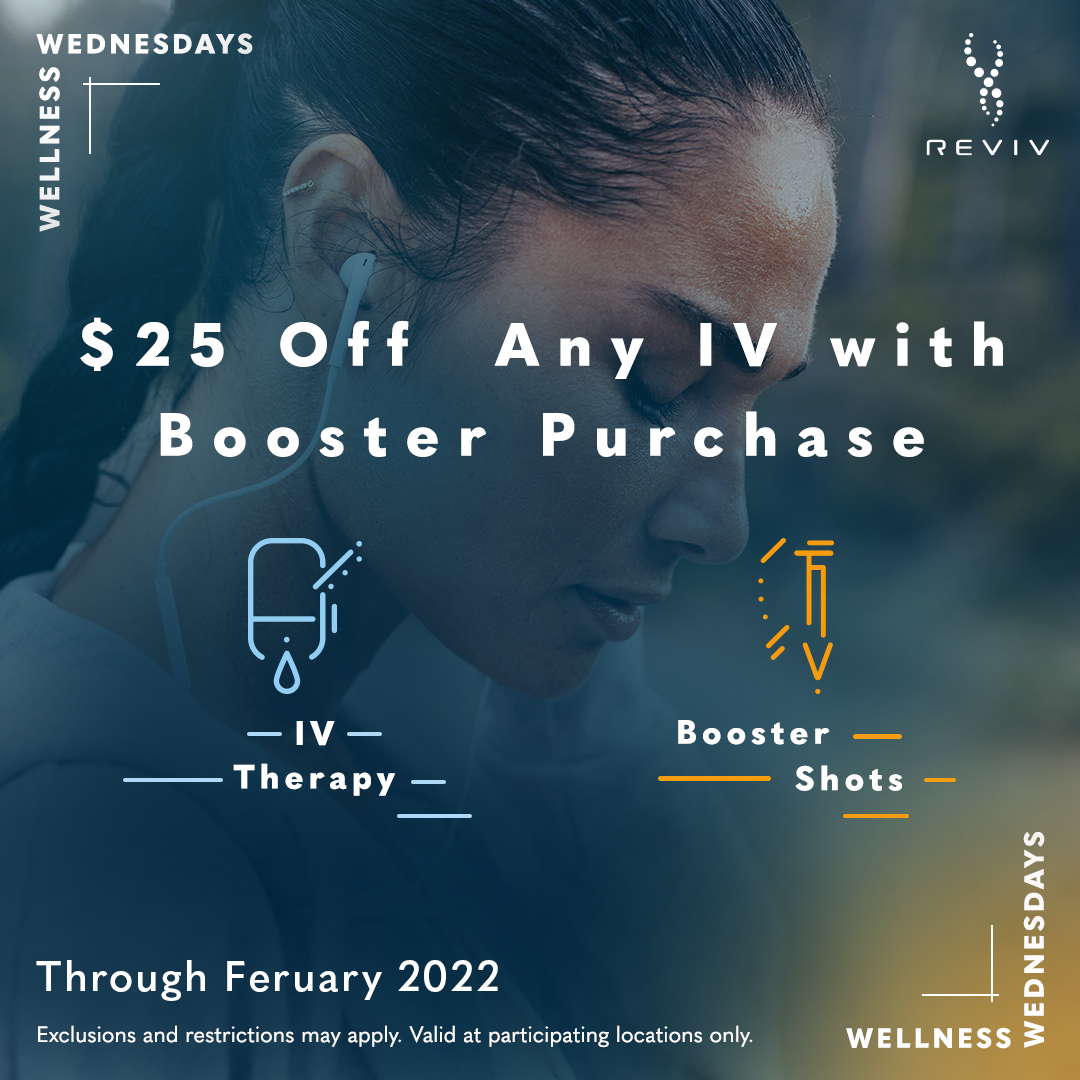 WEDNESDAYS
WELLNESS
REVIV
$25 Off Any IV with
Booster Purchase
IV
Therapy
Booster
Shots
Through Feruary 2022
Exclusions and restrictions may apply. Valid at participating locations only.
WELLNESS
WEDNESDAYS